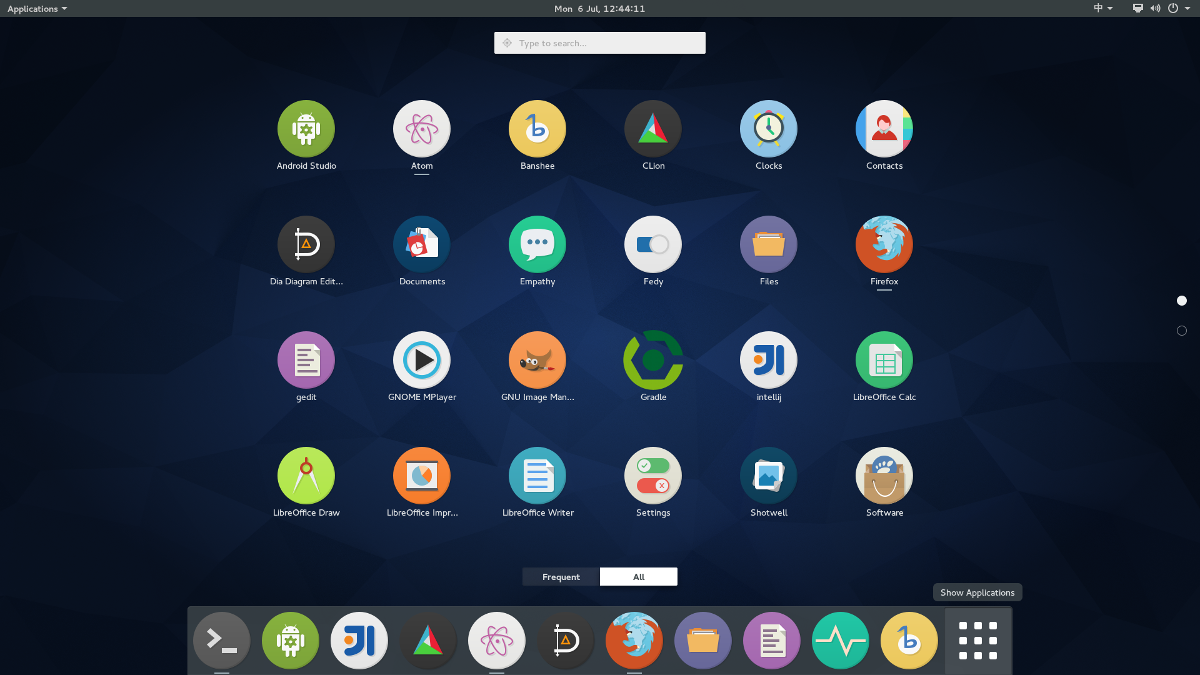 Applications
Mon 6 Jul, 12:44:11
中
Type to search...
Android Studio
Atom
Banshee
CLion
Clocks
Contacts
Dia Diagram Edit...
Documents
Empathy
Fedy
Files
Firefox
gedit
GNOME MPlayer
GNU Image Man...
Gradle
intellij
LibreOffice Calc
LibreOffice Draw
LibreOffice Impr...
LibreOffice Writer
Settings
Shotwell
Software
Frequent
All
Show Applications